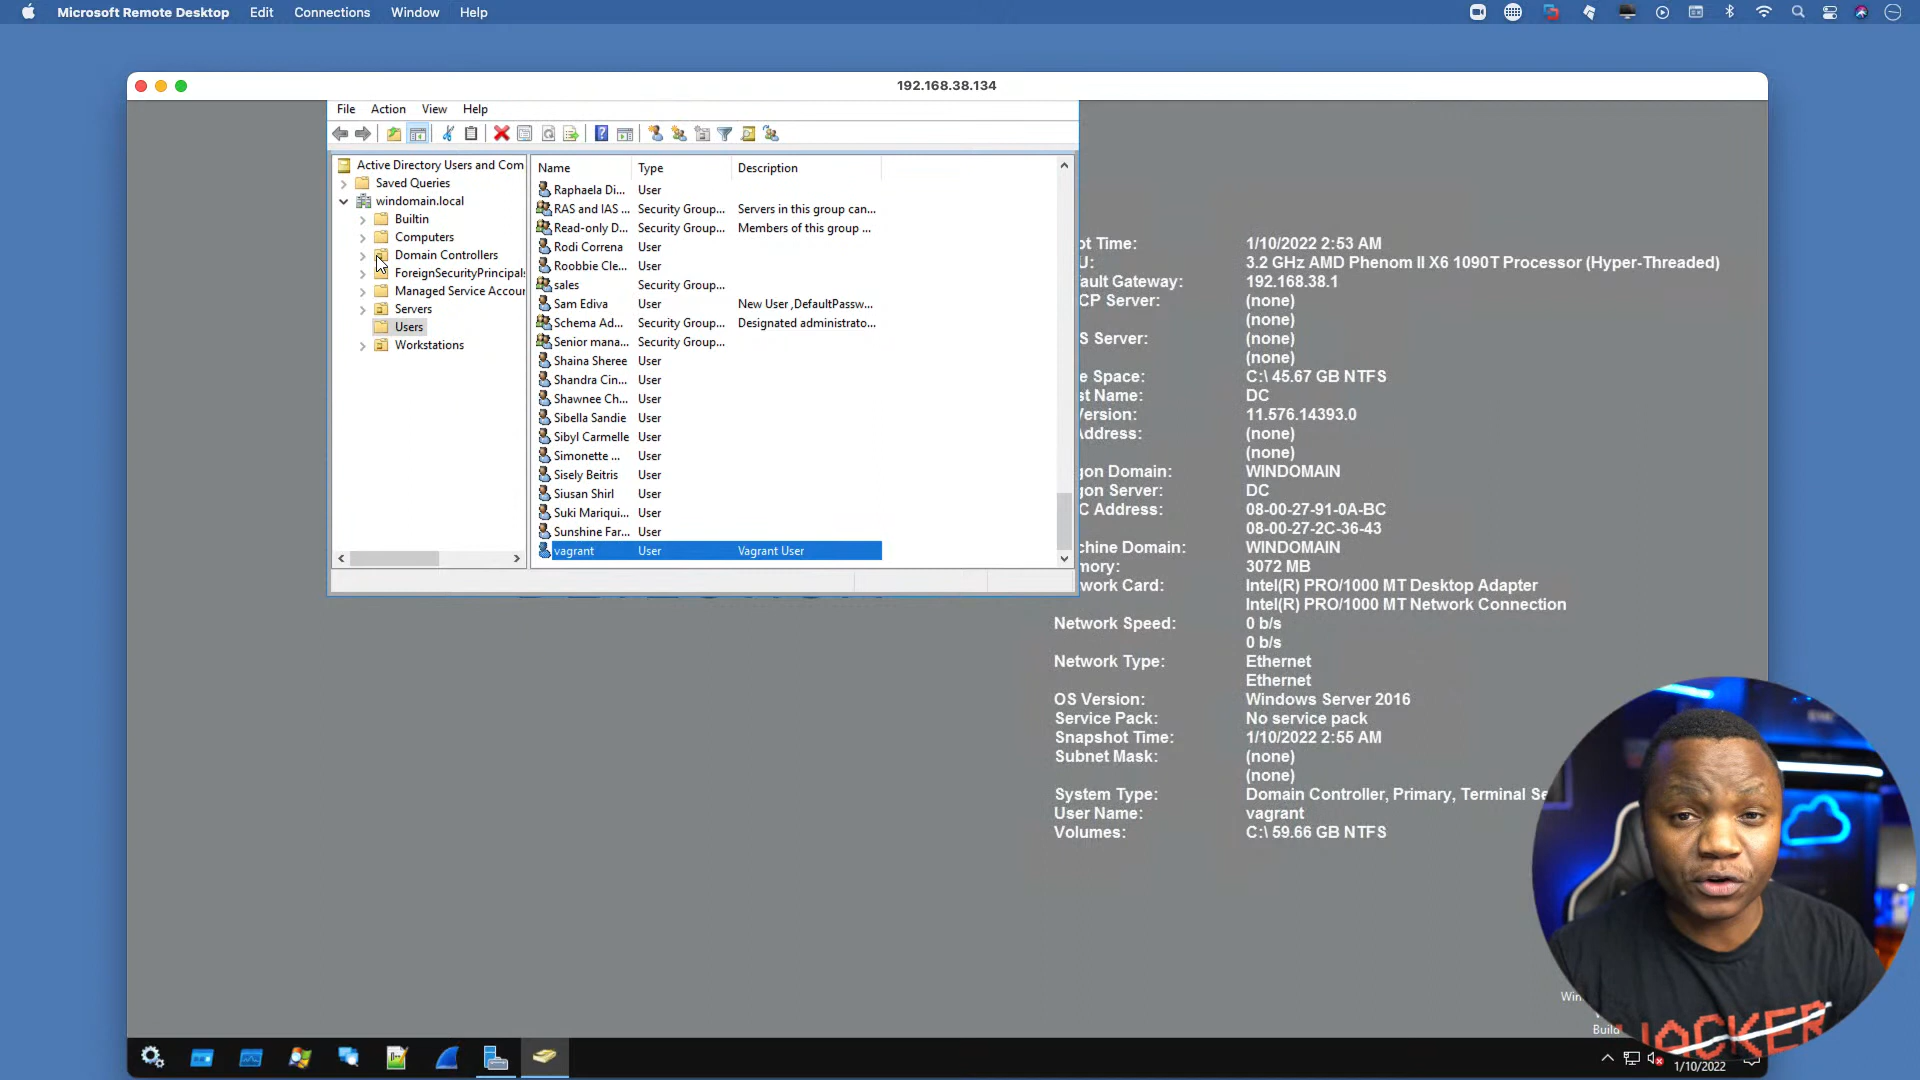 Microsoft Remote Desktop Edit Connections Window Help
192.168.38.134
File Action View Help
Active Directory Users and Com
Saved Queries
windomain.local
Builtin
Computers
Domain Controllers
ForeignSecurityPrincipals
Managed Service Accour
Servers
Users
Workstations
Name Type Description
Raphaela Di... User
RAS and IAS ... Security Group... Servers in this group can...
Read-only D... Security Group... Members of this group ...
Rodi Correna User
Roobbie Cle... User
sales Security Group...
Sam Ediva User New User ,DefaultPassw...
Schema Ad... Security Group... Designated administrato...
Senior mana... Security Group...
Shaina Sheree User
Shandra Cin... User
Shawnee Ch... User
Sibella Sandie User
Sibyl Carmelle User
Simonette ... User
Sisely Beitris User
Siusan Shirl User
Suki Mariqui... User
Sunshine Far... User
vagrant User Vagrant User
ot Time: 1/10/2022 2:53 AM
U: 3.2 GHz AMD Phenom II X6 1090T Processor (Hyper-Threaded)
ault Gateway: 192.168.38.1
CP Server: (none)
(none)
S Server: (none)
(none)
e Space: C:\ 45.67 GB NTFS
st Name: DC
Version: 11.576.14393.0
Address: (none)
(none)
gon Domain: WINDOMAIN
gon Server: DC
C Address: 08-00-27-91-0A-BC
08-00-27-2C-36-43
chine Domain: WINDOMAIN
mory: 3072 MB
work Card: Intel(R) PRO/1000 MT Desktop Adapter
Intel(R) PRO/1000 MT Network Connection
Network Speed: 0 b/s
0 b/s
Network Type: Ethernet
Ethernet
OS Version: Windows Server 2016
Service Pack: No service pack
Snapshot Time: 1/10/2022 2:55 AM
Subnet Mask: (none)
(none)
System Type: Domain Controller, Primary, Terminal Se
User Name: vagrant
Volumes: C:\ 59.66 GB NTFS
Win
Build
HACKER
1/10/2022